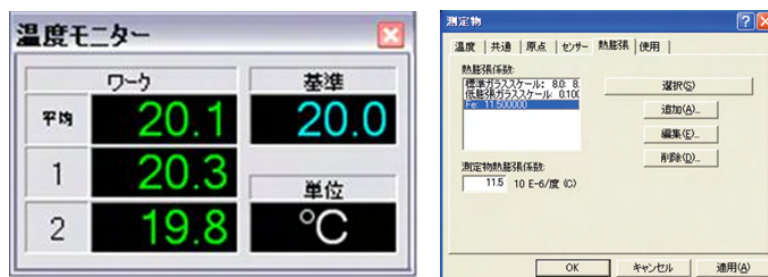 温度モニター
ワーク
基準
平均
20.1
20.0
1
20.3
単位
2
19.8
℃
測定物
温度
共通
原点
センサー
熱膨張
使用
熱膨張係数:
標準ガラススケール: 8.0: 8.
低膨張ガラススケール: 0.10(
Fe: 11.500000
選択(S)
追加(A)...
編集(E)...
削除(D)...
測定物熱膨張係数:
11.5 10 E-6/度 (C)
OK
キャンセル
適用(A)